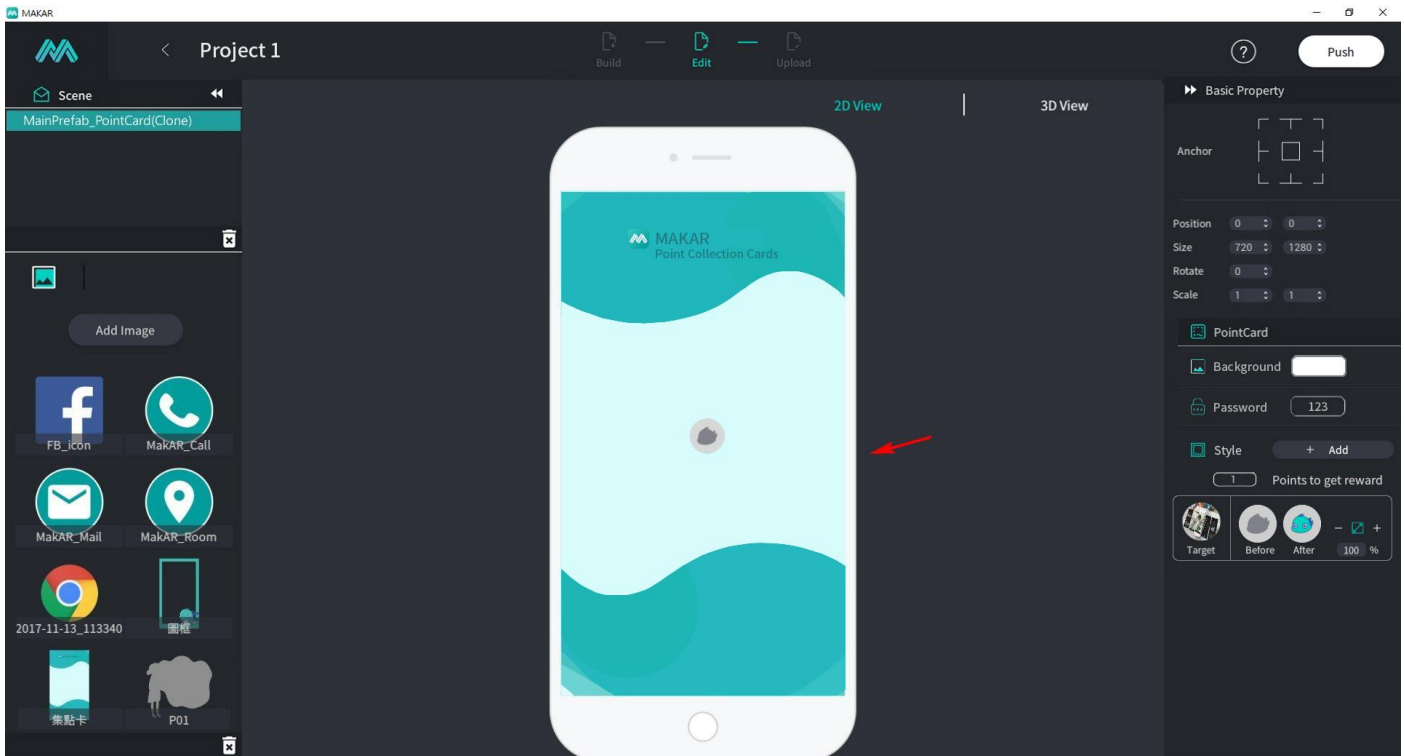 MAKAR
Project 1
Build
Edit
Upload
?
Push
Scene
MainPrefab_PointCard(Clone)
Add Image
FB_icon
MakAR_Call
MakAR_Mail
MakAR_Room
2017-11-13_113340
圖框
集點卡
P01
2D View
3D View
MAKAR
Point Collection Cards
Basic Property
Anchor
Position 0 0
Size 720 1280
Rotate 0
Scale 1 1
PointCard
Background
Password 123
Style + Add
1 Points to get reward
Target Before After - + 100 %